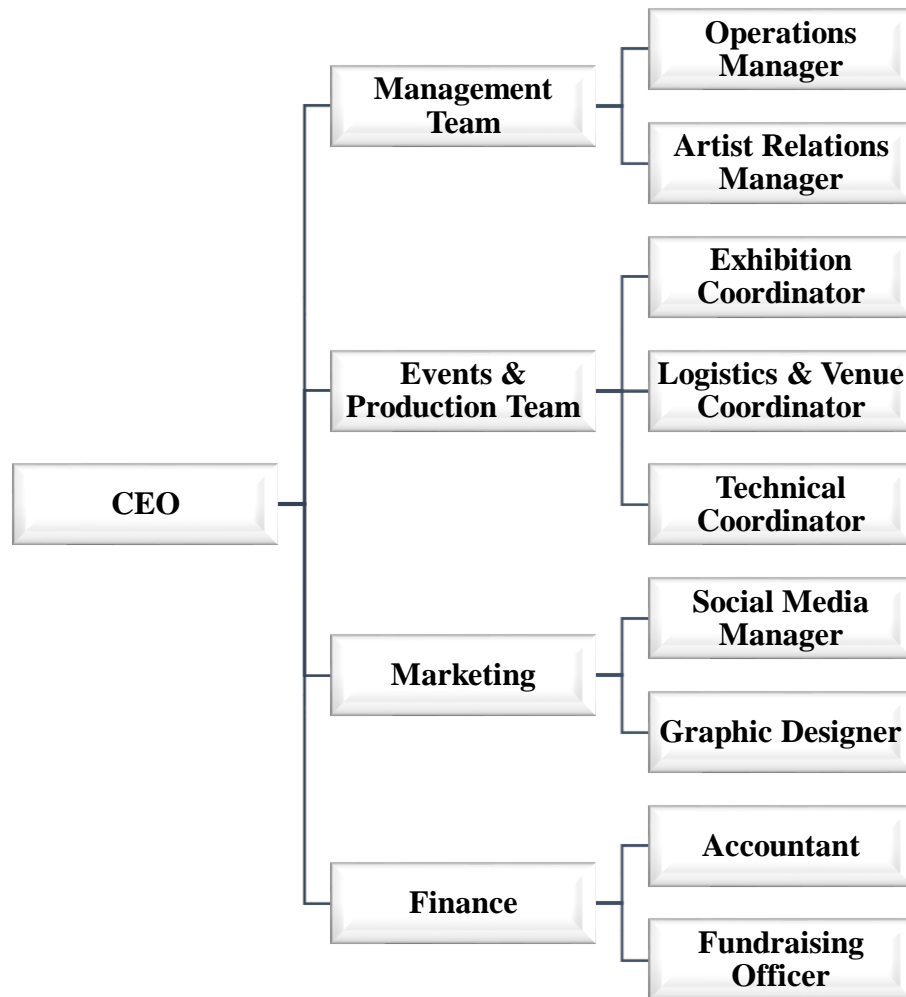 CEO
Management
Team
Operations
Manager
Artist Relations
Manager
Events &
Production Team
Exhibition
Coordinator
Logistics & Venue
Coordinator
Technical
Coordinator
Marketing
Social Media
Manager
Graphic Designer
Finance
Accountant
Fundraising
Officer